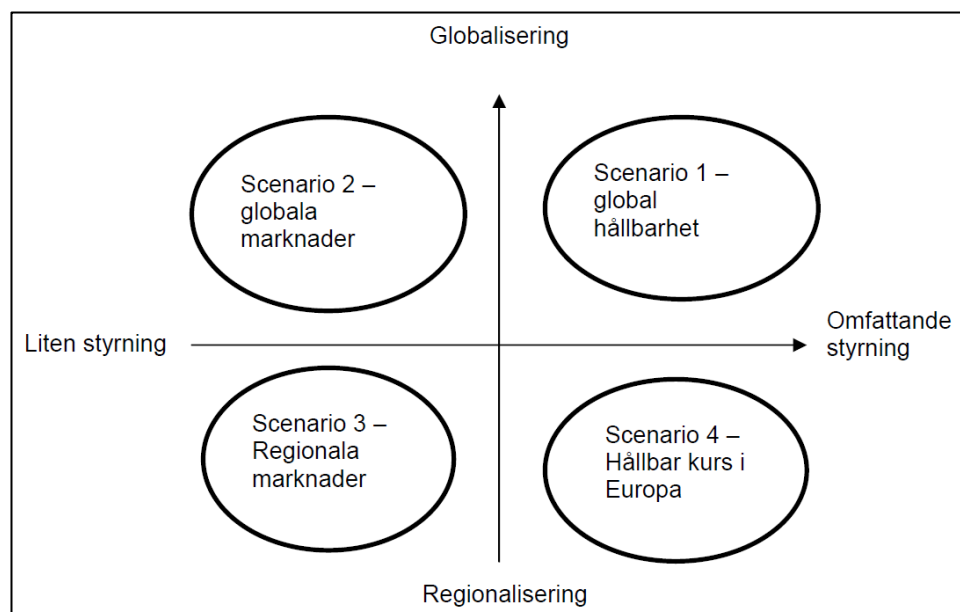 Globalisering
Scenario 2 –
globala
marknader
Scenario 1 –
global
hållbarhet
Liten styrning
Omfattande
styrning
Scenario 3 –
Regionala
marknader
Scenario 4 –
Hållbar kurs i
Europa
Regionalisering